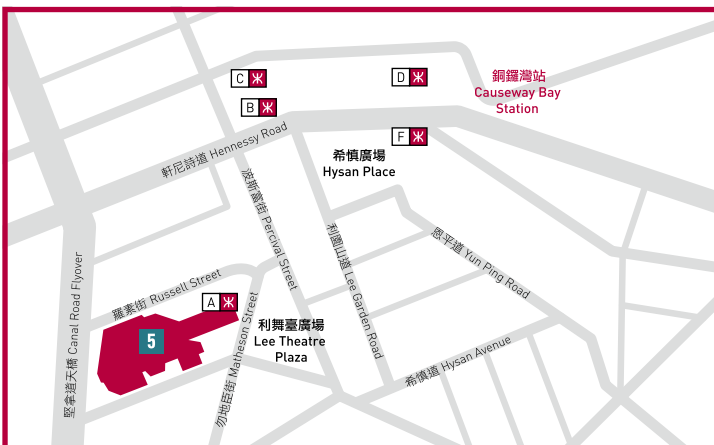 C
D
B
F
銅鑼灣站
Causeway Bay
Station
希慎廣場
Hysan Place
軒尼詩道 Hennessy Road
波斯富街 Percival Street
利園山道 Lee Garden Road
恩平道 Yun Ping Road
羅素街 Russell Street
A
5
利舞臺廣場
Lee Theatre
Plaza
勿地臣街 Matheson Street
堅拿道天橋 Canal Road Flyover
希慎道 Hysan Avenue